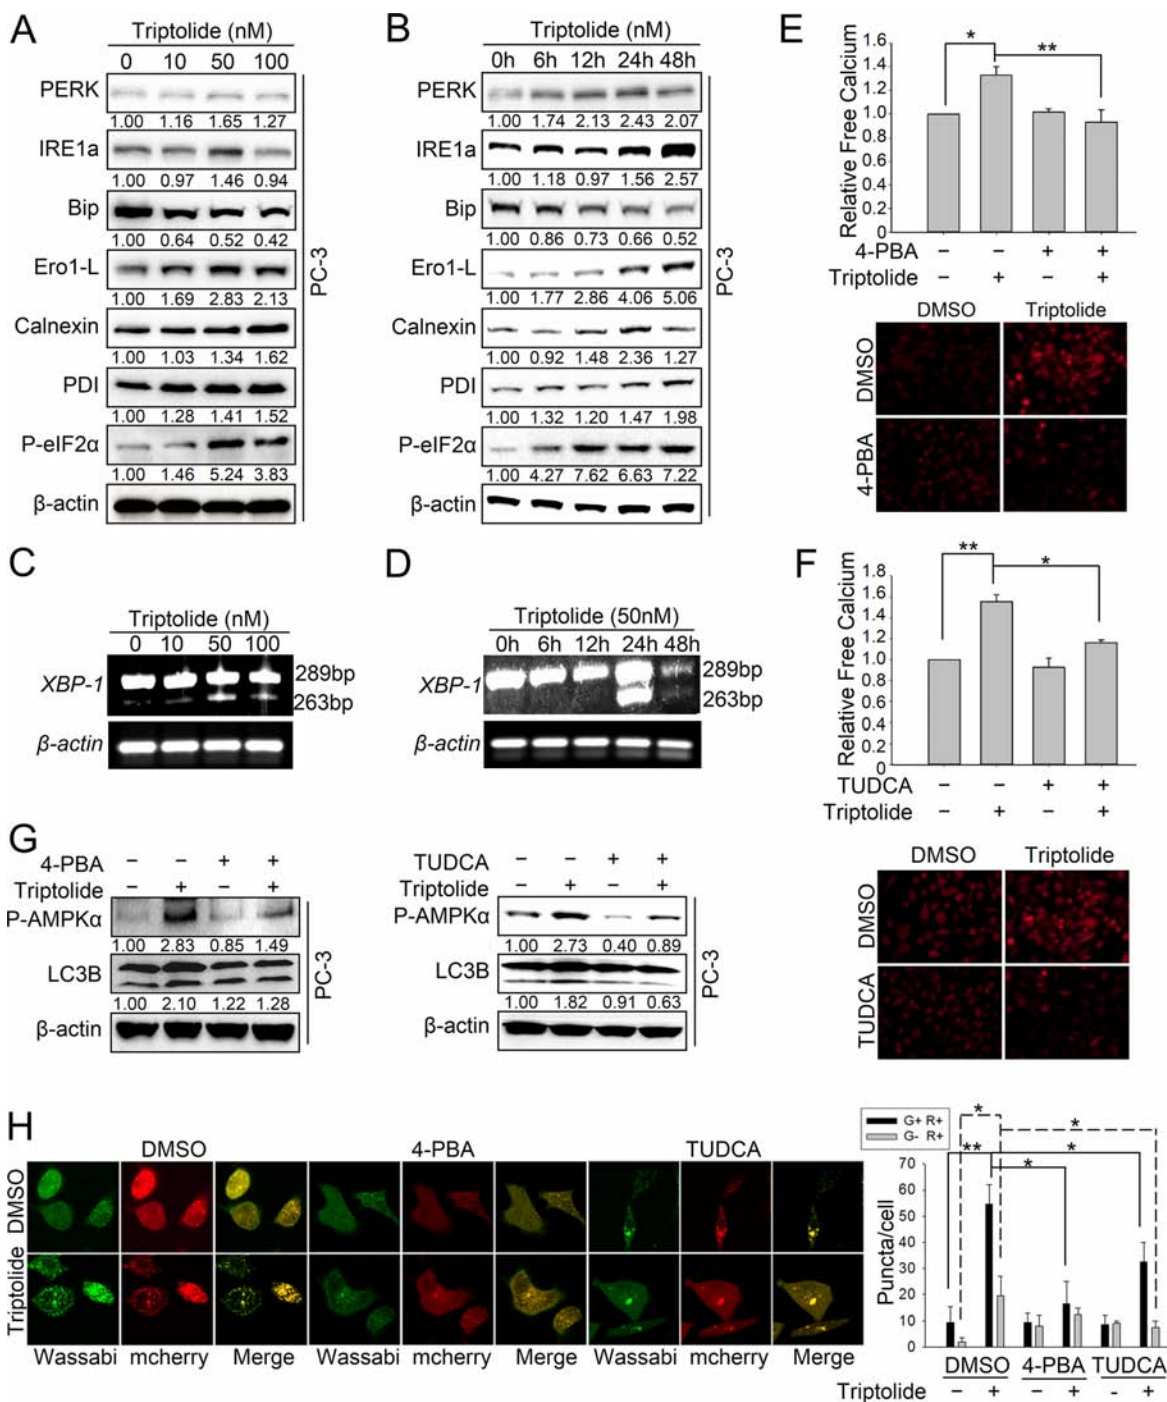 A
Triptolide (nM)
0 10 50 100
PERK
1.00 1.16 1.65 1.27
IRE1a
1.00 0.97 1.46 0.94
Bip
1.00 0.64 0.52 0.42
Ero1-L
1.00 1.69 2.83 2.13
Calnexin
1.00 1.03 1.34 1.62
PDI
1.00 1.28 1.41 1.52
P-eIF2α
1.00 1.46 5.24 3.83
β-actin
PC-3
B
Triptolide (nM)
0h 6h 12h 24h 48h
PERK
1.00 1.74 2.13 2.43 2.07
IRE1a
1.00 1.18 0.97 1.56 2.57
Bip
1.00 0.86 0.73 0.66 0.52
Ero1-L
1.00 1.77 2.86 4.06 5.06
Calnexin
1.00 0.92 1.48 2.36 1.27
PDI
1.00 1.32 1.20 1.47 1.98
P-eIF2α
1.00 4.27 7.62 6.63 7.22
β-actin
PC-3
C
Triptolide (nM)
0 10 50 100
XBP-1
289bp
263bp
β-actin
D
Triptolide (50nM)
0h 6h 12h 24h 48h
XBP-1
289bp
263bp
β-actin
E
Relative Free Calcium
1.6
1.4
1.2
1.0
0.8
0.6
0.4
0.2
0
* **
4-PBA – – + +
Triptolide – + – +
DMSO Triptolide
DMSO
4-PBA
F
Relative Free Calcium
1.8
1.6
1.4
1.2
1.0
0.8
0.6
0.4
0.2
0
** *
TUDCA – – + +
Triptolide – + – +
DMSO Triptolide
DMSO
TUDCA
G
4-PBA – – + +
Triptolide – + – +
P-AMPKα
1.00 2.83 0.85 1.49
LC3B
1.00 2.10 1.22 1.28
β-actin
PC-3
TUDCA – – + +
Triptolide – + – +
P-AMPKα
1.00 2.73 0.40 0.89
LC3B
1.00 1.82 0.91 0.63
β-actin
PC-3
H
DMSO 4-PBA TUDCA
DMSO
Triptolide
Wassabi mcherry Merge Wassabi mcherry Merge Wassabi mcherry Merge
G+ R+
G- R+
* *
** * *
Puncta/cell
70
60
50
40
30
20
10
0
DMSO 4-PBA TUDCA
Triptolide – + – + - +